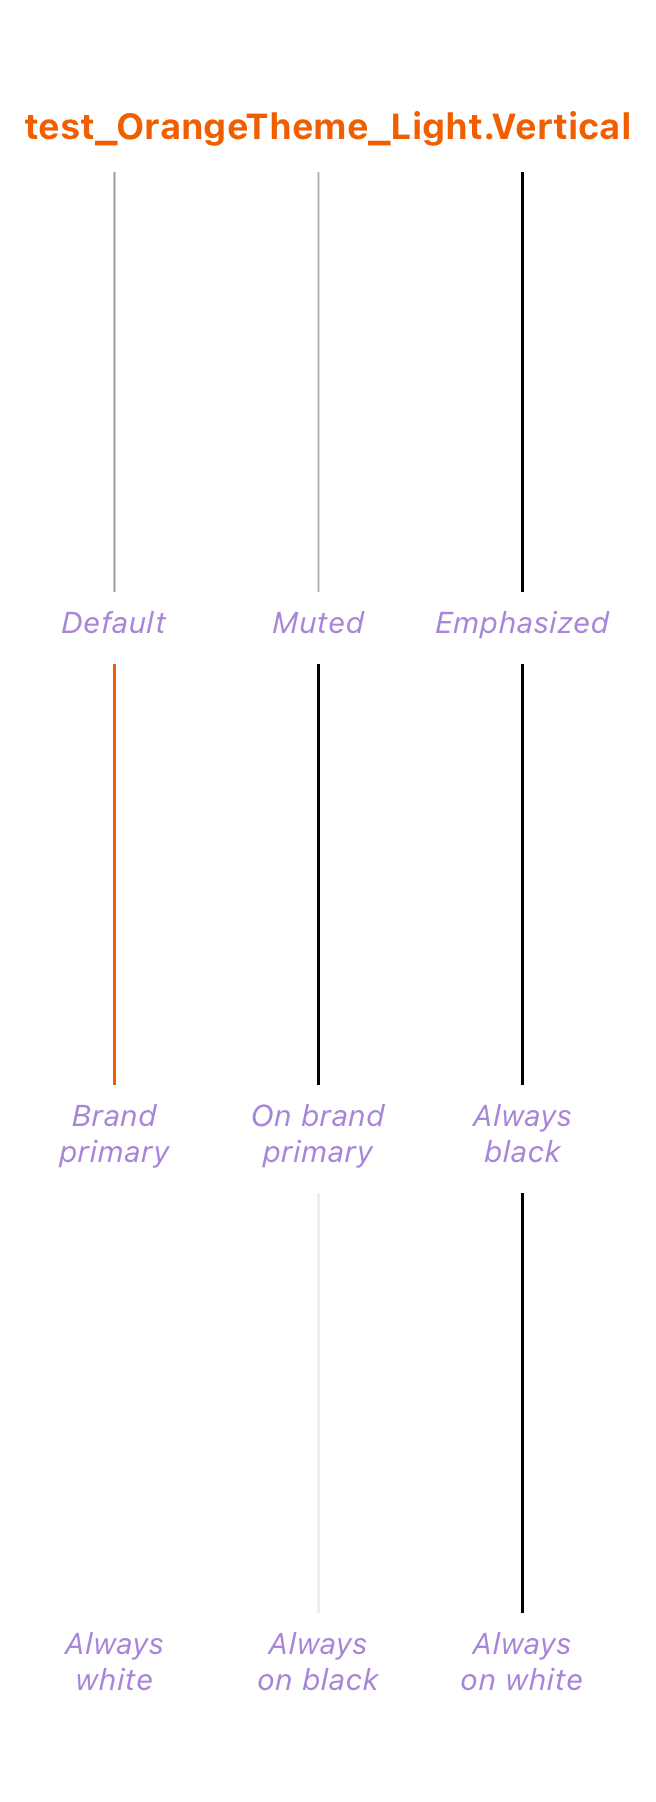 test_OrangeTheme_Light.Vertical
Default
Muted
Emphasized
Brand
primary
On brand
primary
Always
black
Always
white
Always
on black
Always
on white